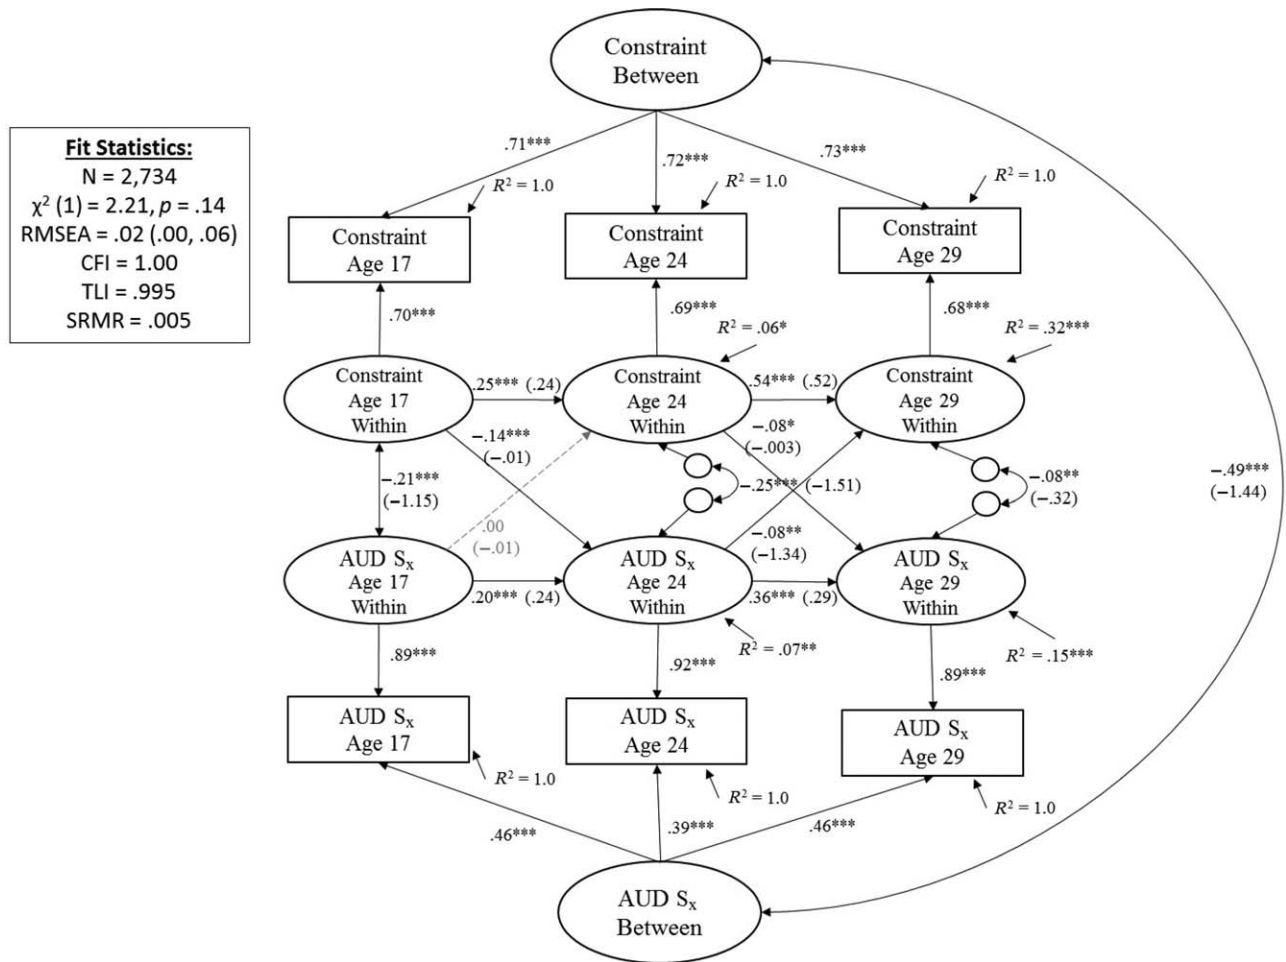 Constraint
Between
Fit Statistics:
N = 2,734
χ² (1) = 2.21, p = .14
RMSEA = .02 (.00, .06)
CFI = 1.00
TLI = .995
SRMR = .005
.71***
.72***
.73***
R² = 1.0
R² = 1.0
R² = 1.0
Constraint
Age 17
Constraint
Age 24
Constraint
Age 29
.70***
.69***
.68***
R² = .06*
R² = .32***
Constraint
Age 17
Within
.25*** (.24)
Constraint
Age 24
Within
.54*** (.52)
Constraint
Age 29
Within
−.14***
(−.01)
−.08*
(−.003)
−.21***
(−1.15)
−.25*** (−1.51)
−.08**
(−.32)
−.49***
(−1.44)
.00
(−.01)
−.08**
(−1.34)
AUD Sₓ
Age 17
Within
.20*** (.24)
AUD Sₓ
Age 24
Within
.36*** (.29)
AUD Sₓ
Age 29
Within
R² = .07**
R² = .15***
.89***
.92***
.89***
AUD Sₓ
Age 17
AUD Sₓ
Age 24
AUD Sₓ
Age 29
R² = 1.0
R² = 1.0
R² = 1.0
.46***
.39***
.46***
AUD Sₓ
Between